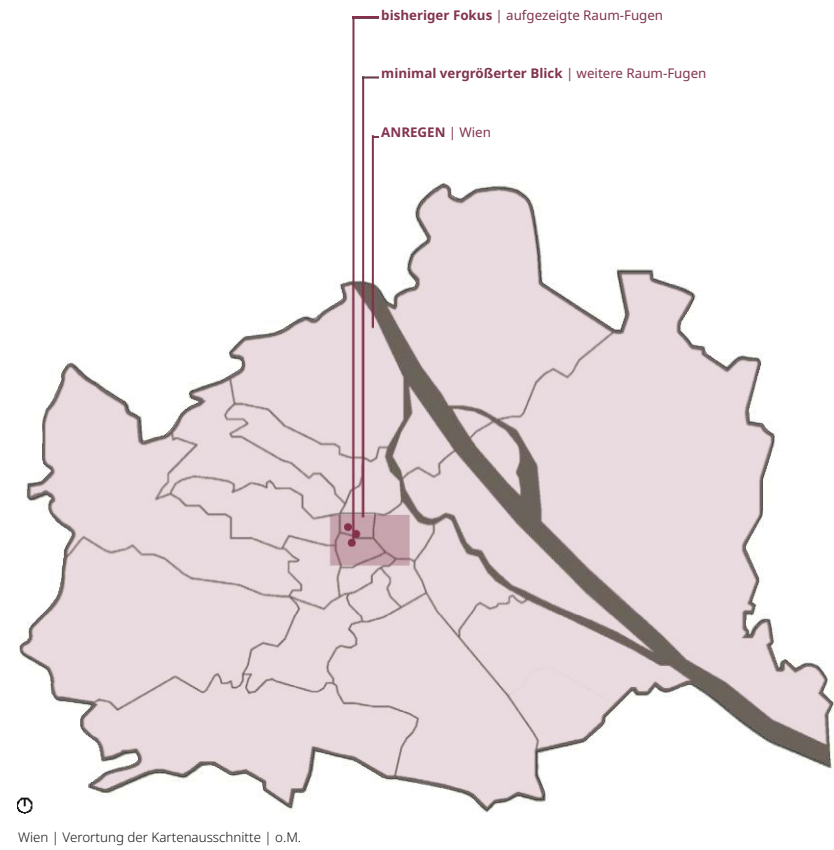 bisheriger Fokus | aufgezeigte Raum-Fugen
minimal vergrößerter Blick | weitere Raum-Fugen
ANREGEN | Wien
Wien | Verortung der Kartenausschnitte | o.M.